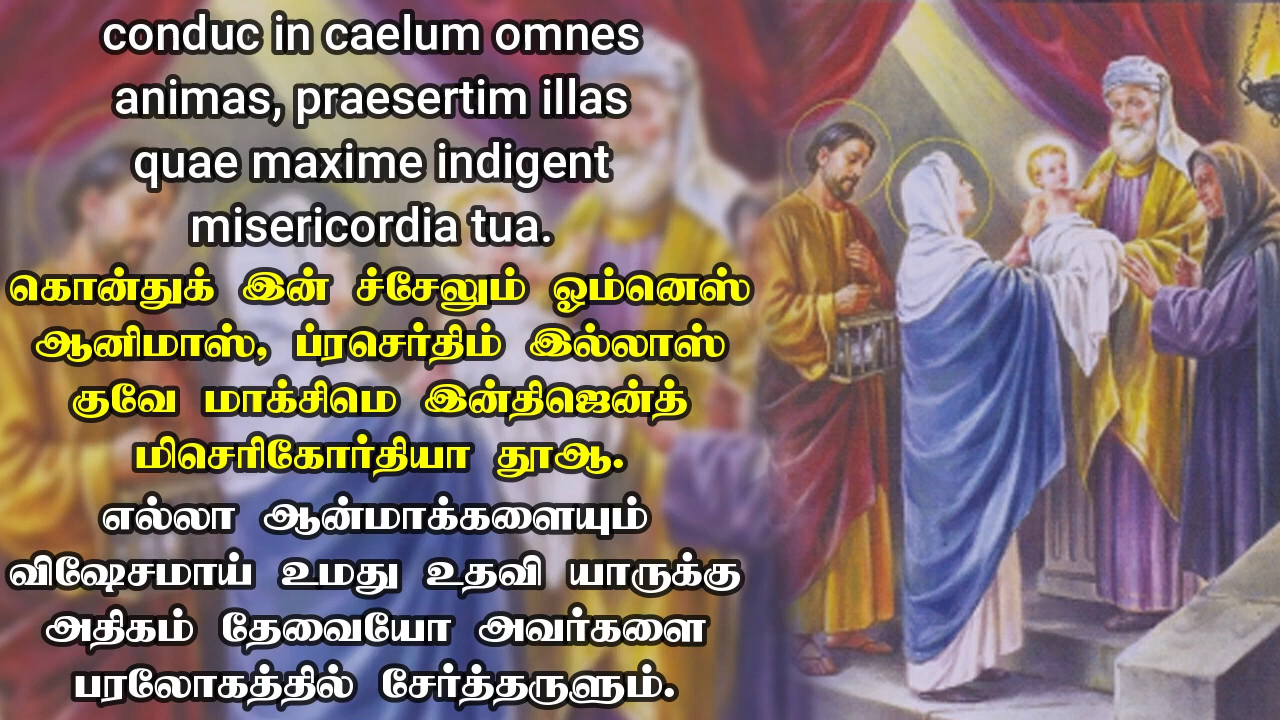 conduc in caelum omnes
animas, praesertim illas
quae maxime indigent
misericordia tua.
கொன்துக் இன் ச்சேலும் ஓம்னெஸ்
ஆனிமாஸ், ப்ரசெர்திம் இல்லாஸ்
குவே மாக்சிமெ இன்திஜென்த்
மிசெரிகோர்தியா தூஆ.
எல்லா ஆன்மாக்களையும்
விஷேசமாய் உமது உதவி யாருக்கு
அதிகம் தேவையோ அவர்களை
பரலோகத்தில் சேர்த்தருளும்.